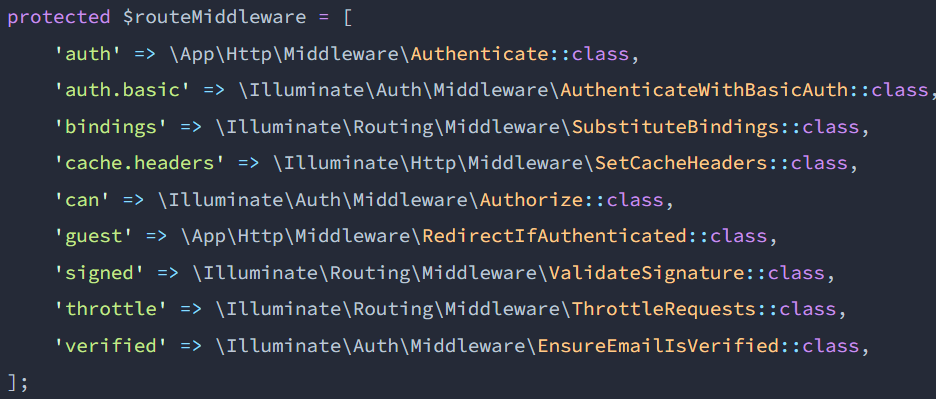 protected $routeMiddleware = [
    'auth' => \App\Http\Middleware\Authenticate::class,
    'auth.basic' => \Illuminate\Auth\Middleware\AuthenticateWithBasicAuth::class,
    'bindings' => \Illuminate\Routing\Middleware\SubstituteBindings::class,
    'cache.headers' => \Illuminate\Http\Middleware\SetCacheHeaders::class,
    'can' => \Illuminate\Auth\Middleware\Authorize::class,
    'guest' => \App\Http\Middleware\RedirectIfAuthenticated::class,
    'signed' => \Illuminate\Routing\Middleware\ValidateSignature::class,
    'throttle' => \Illuminate\Routing\Middleware\ThrottleRequests::class,
    'verified' => \Illuminate\Auth\Middleware\EnsureEmailIsVerified::class,
];